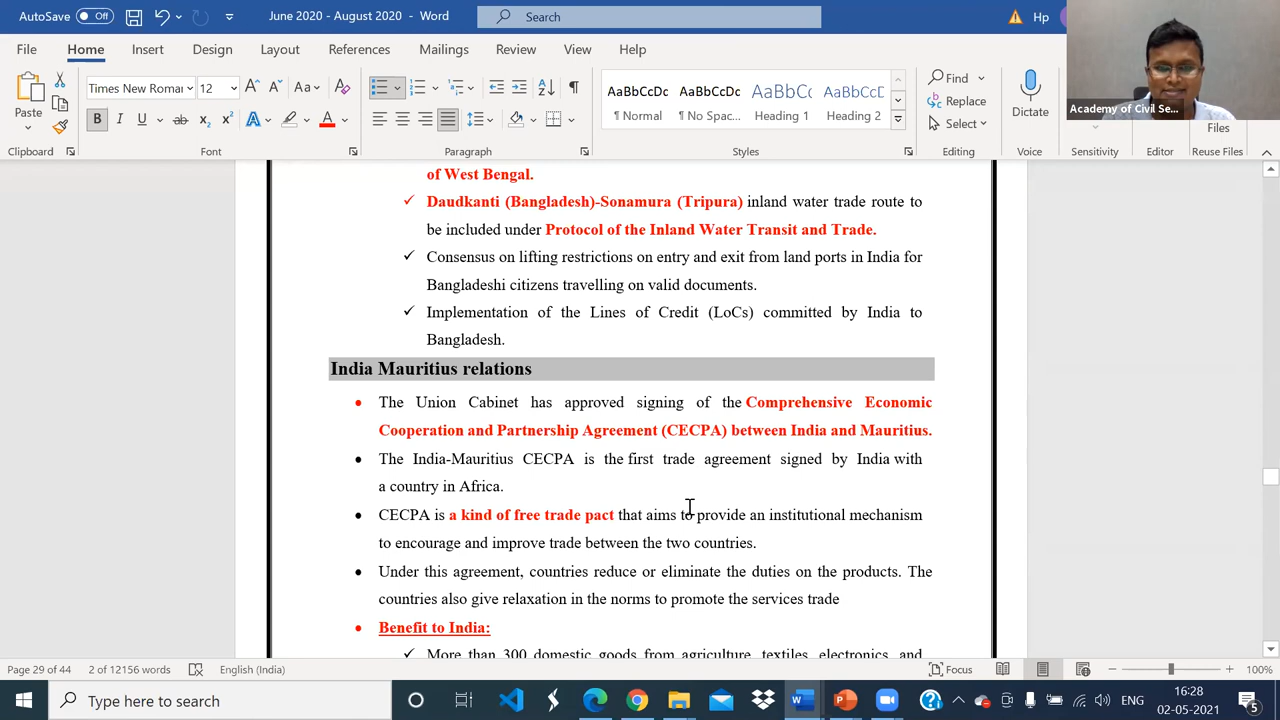 AutoSave Off June 2020 - August 2020 - Word Search Hp
File Home Insert Design Layout References Mailings Review View Help
Times New Roman 12 Aa AaBbCcDc AaBbCcDc AaBbCc AaBbCcD Find
Paste Replace Dictate
B I U ab x₂ x² A A ¶ Normal ¶ No Spac... Heading 1 Heading 2 Select Files
Clipboard Font Paragraph Styles Editing Voice Sensitivity Editor Reuse Files
Academy of Civil Se...
of West Bengal.
✓ Daudkanti (Bangladesh)-Sonamura (Tripura) inland water trade route to
be included under Protocol of the Inland Water Transit and Trade.
✓ Consensus on lifting restrictions on entry and exit from land ports in India for
Bangladeshi citizens travelling on valid documents.
✓ Implementation of the Lines of Credit (LoCs) committed by India to
Bangladesh.
India Mauritius relations
• The Union Cabinet has approved signing of the Comprehensive Economic
Cooperation and Partnership Agreement (CECPA) between India and Mauritius.
• The India-Mauritius CECPA is the first trade agreement signed by India with
a country in Africa.
• CECPA is a kind of free trade pact that aims to provide an institutional mechanism
to encourage and improve trade between the two countries.
• Under this agreement, countries reduce or eliminate the duties on the products. The
countries also give relaxation in the norms to promote the services trade
• Benefit to India:
✓ More than 300 domestic goods from agriculture, textiles, electronics, and
Page 29 of 44 2 of 12156 words English (India) Focus 100%
Type here to search ENG 16:28
02-05-2021 5